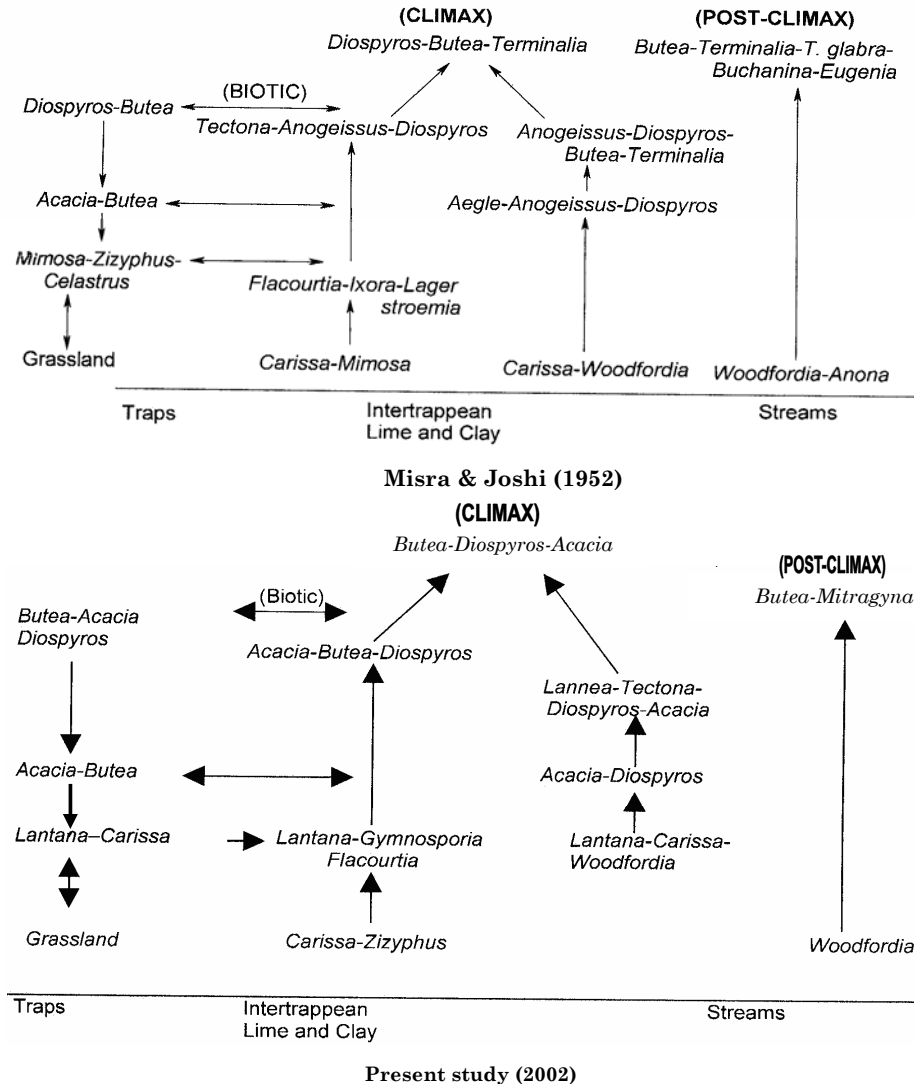 (CLIMAX)
Diospyros-Butea-Terminalia
(POST-CLIMAX)
Butea-Terminalia-T. glabra-
Buchanina-Eugenia
(BIOTIC)
Diospyros-Butea
Tectona-Anogeissus-Diospyros
Anogeissus-Diospyros-
Butea-Terminalia
Acacia-Butea
Aegle-Anogeissus-Diospyros
Mimosa-Zizyphus-
Celastrus
Flacourtia-Ixora-Lager
stroemia
Grassland
Carissa-Mimosa
Carissa-Woodfordia
Woodfordia-Anona
Traps
Intertrappean
Lime and Clay
Streams
Misra & Joshi (1952)
(CLIMAX)
Butea-Diospyros-Acacia
(POST-CLIMAX)
Butea-Mitragyna
(Biotic)
Butea-Acacia
Diospyros
Acacia-Butea-Diospyros
Lannea-Tectona-
Diospyros-Acacia
Acacia-Butea
Acacia-Diospyros
Lantana–Carissa
Lantana-Gymnosporia
Flacourtia
Lantana-Carissa-
Woodfordia
Grassland
Carissa-Zizyphus
Woodfordia
Traps
Intertrappean
Lime and Clay
Streams
Present study (2002)